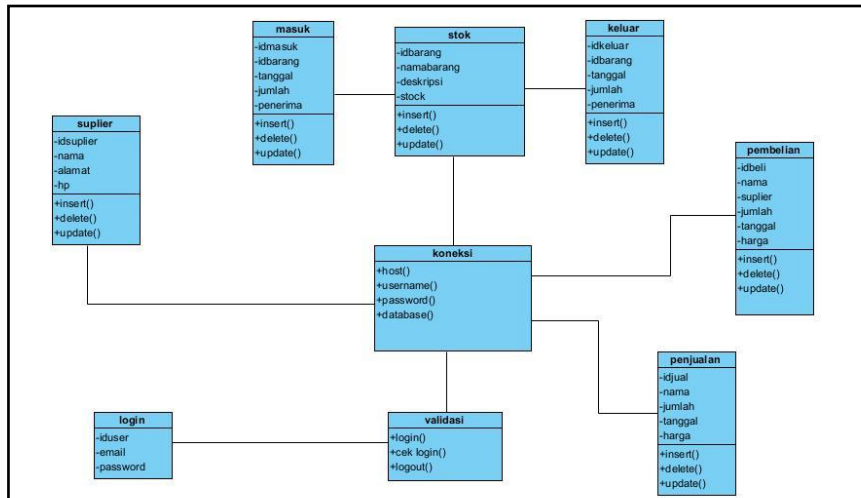 masuk
-idmasuk
-idbarang
-tanggal
-jumlah
-penerima
+insert()
+delete()
+update()
stok
-idbarang
-namabarang
-deskripsi
-stock
+insert()
+delete()
+update()
keluar
-idkeluar
-idbarang
-tanggal
-jumlah
-penerima
+insert()
+delete()
+update()
suplier
-idsuplier
-nama
-alamat
-hp
+insert()
+delete()
+update()
pembelian
-idbeli
-nama
-suplier
-jumlah
-tanggal
-harga
+insert()
+delete()
+update()
koneksi
+host()
+username()
+password()
+database()
penjualan
-idjual
-nama
-jumlah
-tanggal
-harga
+insert()
+delete()
+update()
login
-iduser
-email
-password
validasi
+login()
+cek login()
+logout()